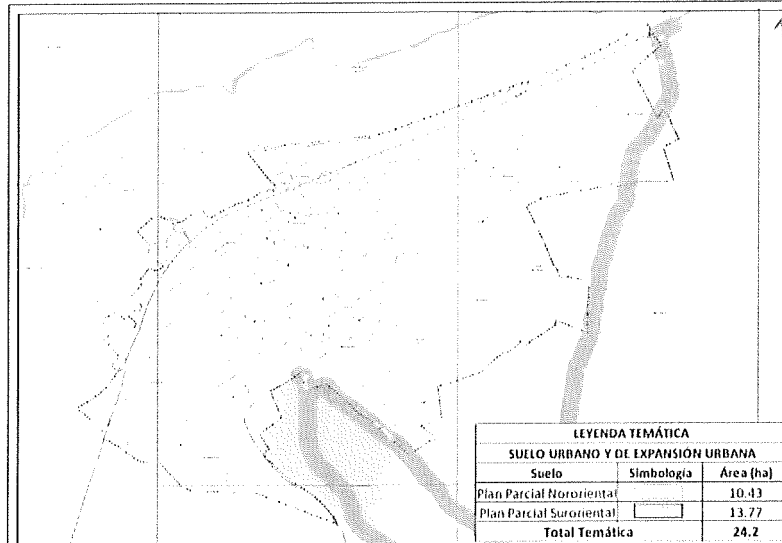 LEYENDA TEMÁTICA
SUELO URBANO Y DE EXPANSIÓN URBANA
Suelo Simbología Área (ha)
Plan Parcial Nororiental 10.43
Plan Parcial Suroriental 13.77
Total Temática 24.2